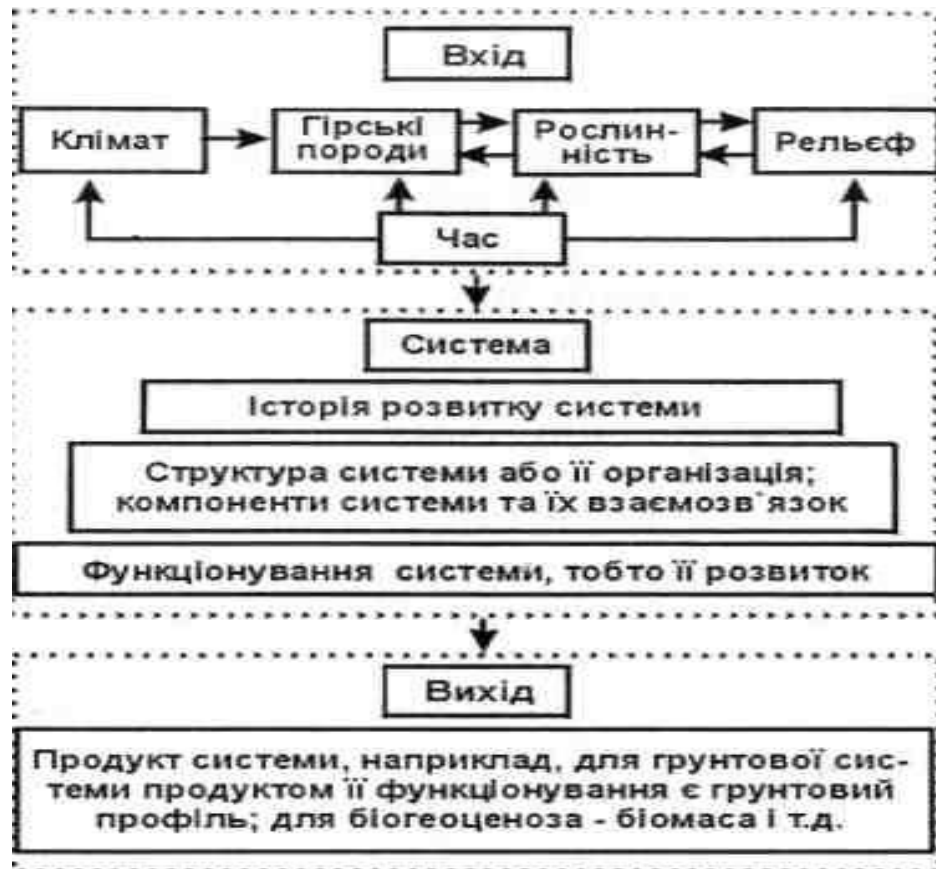 Вхід
Клімат
Гірські
породи
Рослин-
ність
Рельєф
Час
Система
Історія розвитку системи
Структура системи або її організація;
компоненти системи та їх взаємозв`язок
Функціонування системи, тобто її розвиток
Вихід
Продукт системи, наприклад, для грунтової сис-
теми продуктом її функціонування є грунтовий
профіль; для біогеоценоза - біомаса і т.д.